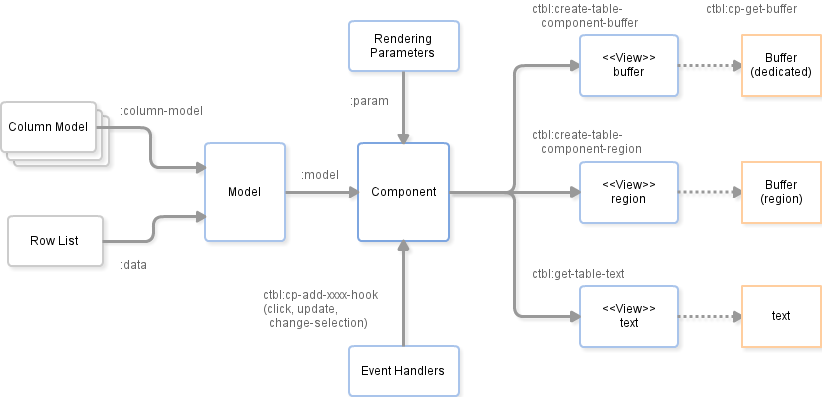 ctbl:create-table-
component-buffer
ctbl:cp-get-buffer
Rendering
Parameters
<<View>>
buffer
Buffer
(dedicated)
:param
:column-model
Column Model
ctbl:create-table-
component-region
Model
:model
Component
<<View>>
region
Buffer
(region)
Row List
:data
ctbl:get-table-text
ctbl:cp-add-xxxx-hook
(click, update,
change-selection)
<<View>>
text
text
Event Handlers